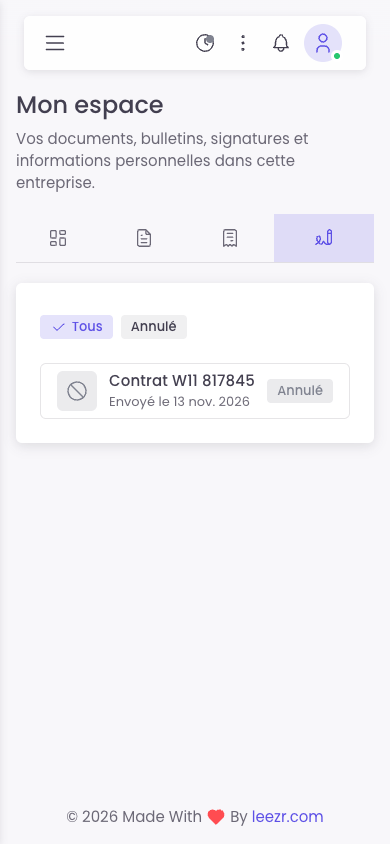 Mon espace
Vos documents, bulletins, signatures et
informations personnelles dans cette
entreprise.
Tous
Annulé
Contrat W11 817845
Envoyé le 13 nov. 2026
Annulé
© 2026 Made With ❤ By leezr.com